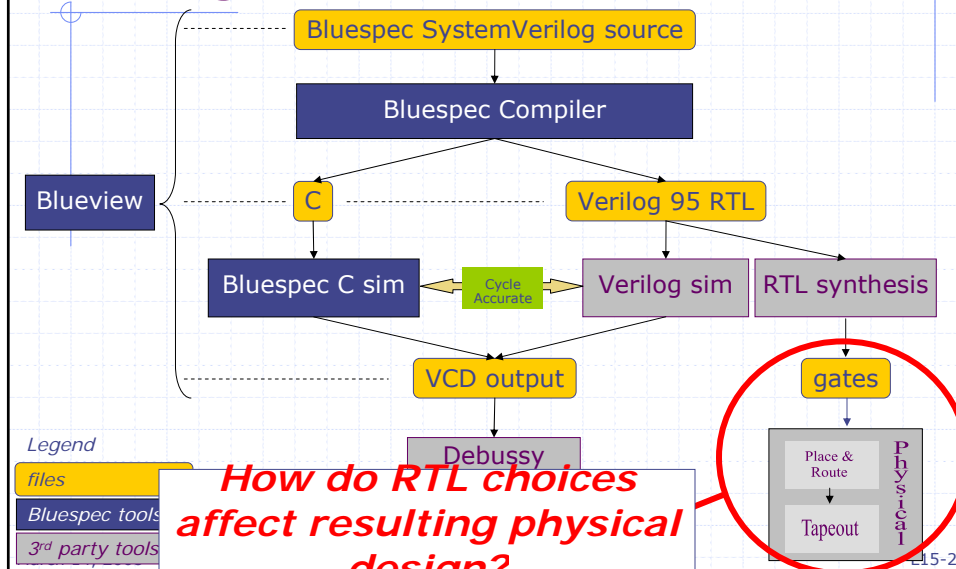 Bluespec SystemVerilog source
Bluespec Compiler
Blueview
C
Verilog 95 RTL
Bluespec C sim
Cycle
Accurate
Verilog sim
RTL synthesis
VCD output
gates
Legend
files
Bluespec tools
3rd party tools
Debussy
Place &
Route
Tapeout
Physical
How do RTL choices
affect resulting physical
design?
L15-2